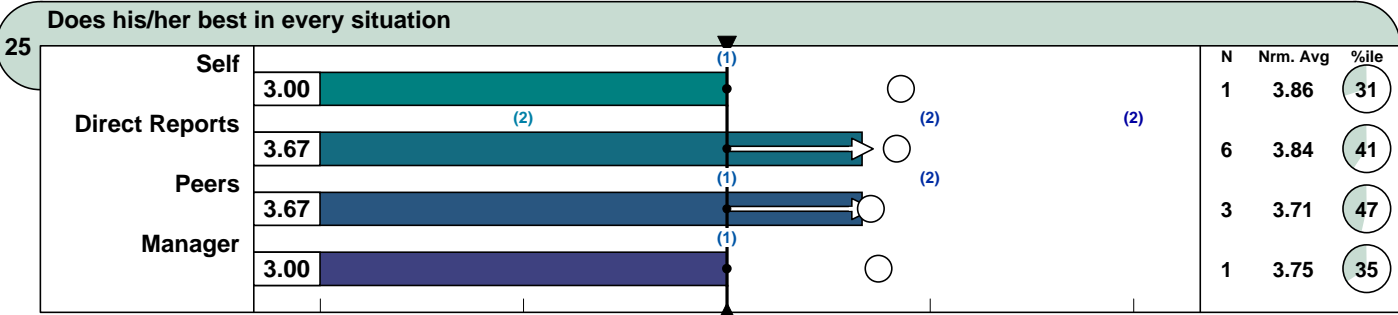 Does his/her best in every situation
25
N Nrm. Avg %ile
Self (1)
3.00 1 3.86 31
Direct Reports (2) (2) (2)
3.67 6 3.84 41
Peers (1) (2)
3.67 3 3.71 47
Manager (1)
3.00 1 3.75 35